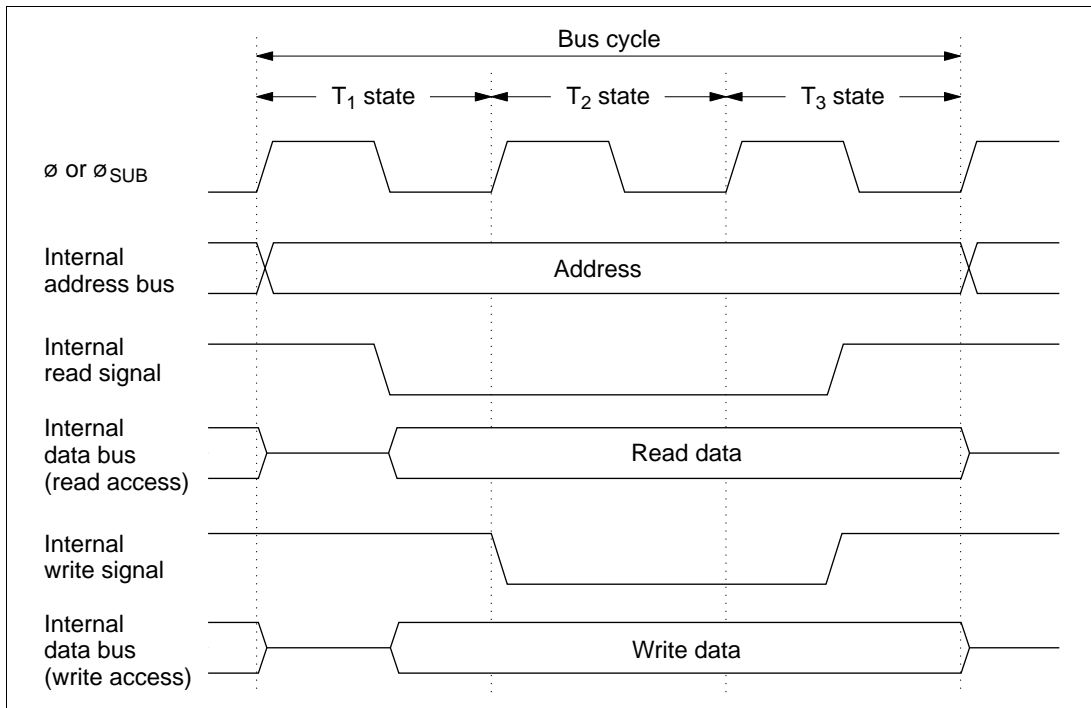 Bus cycle
T1 state
T2 state
T3 state
ø or øSUB
Internal
address bus
Address
Internal
read signal
Internal
data bus
(read access)
Read data
Internal
write signal
Internal
data bus
(write access)
Write data